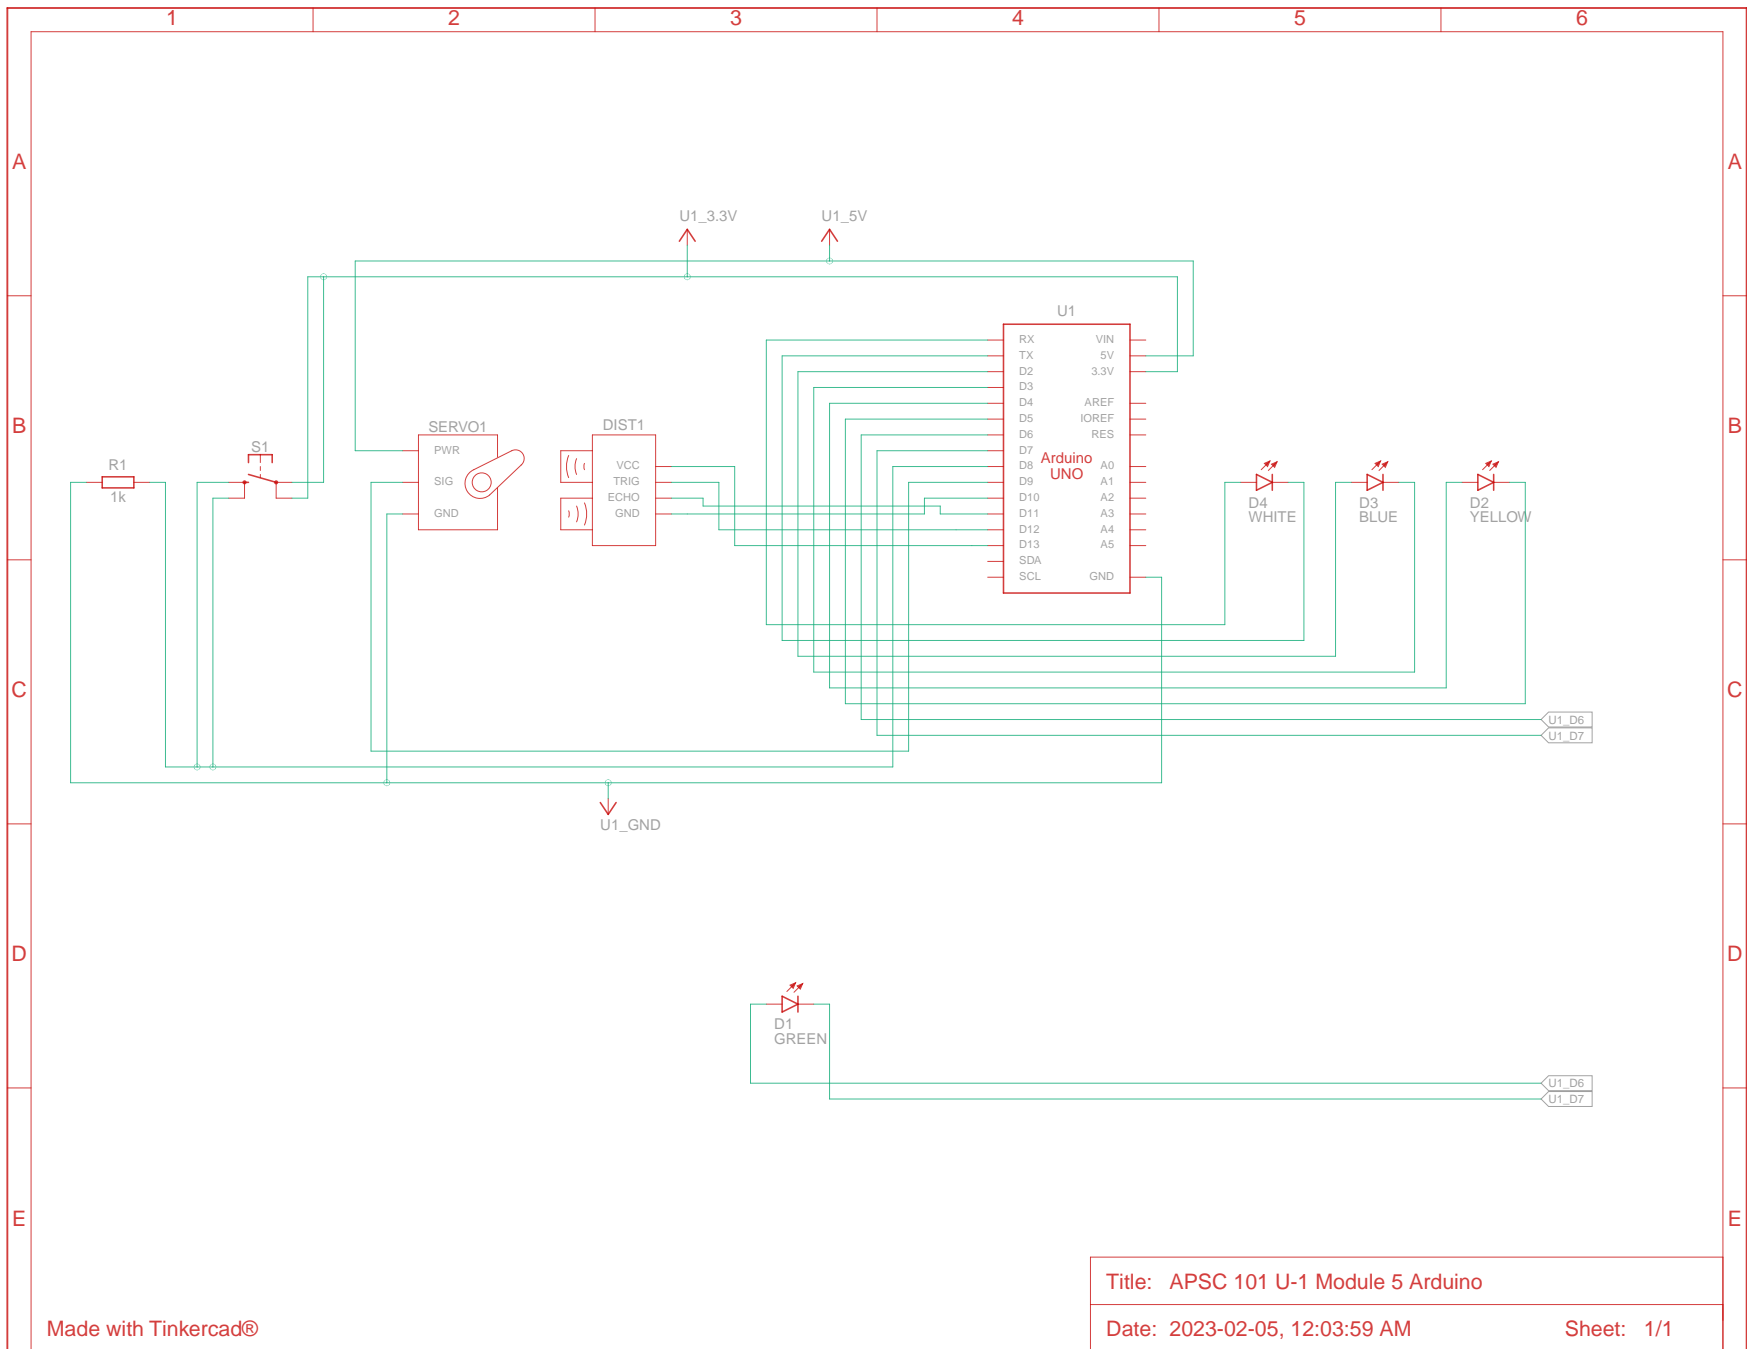 1 2 3 4 5 6
A A
U1_3.3V U1_5V
U1
RX VIN
TX 5V
D2 3.3V
D3
D4 AREF
D5 IOREF
D6 RES
D7
D8 A0
D9 A1
D10 A2
D11 A3
D12 A4
D13 A5
SDA
SCL GND
Arduino
UNO
B B
SERVO1
PWR
SIG
GND
DIST1
VCC
TRIG
ECHO
GND
S1
R1
1k
D4
WHITE
D3
BLUE
D2
YELLOW
C C
U1_D6
U1_D7
U1_GND
D D
D1
GREEN
U1_D6
U1_D7
E E
Title: APSC 101 U-1 Module 5 Arduino
Made with Tinkercad®
Date: 2023-02-05, 12:03:59 AM Sheet: 1/1